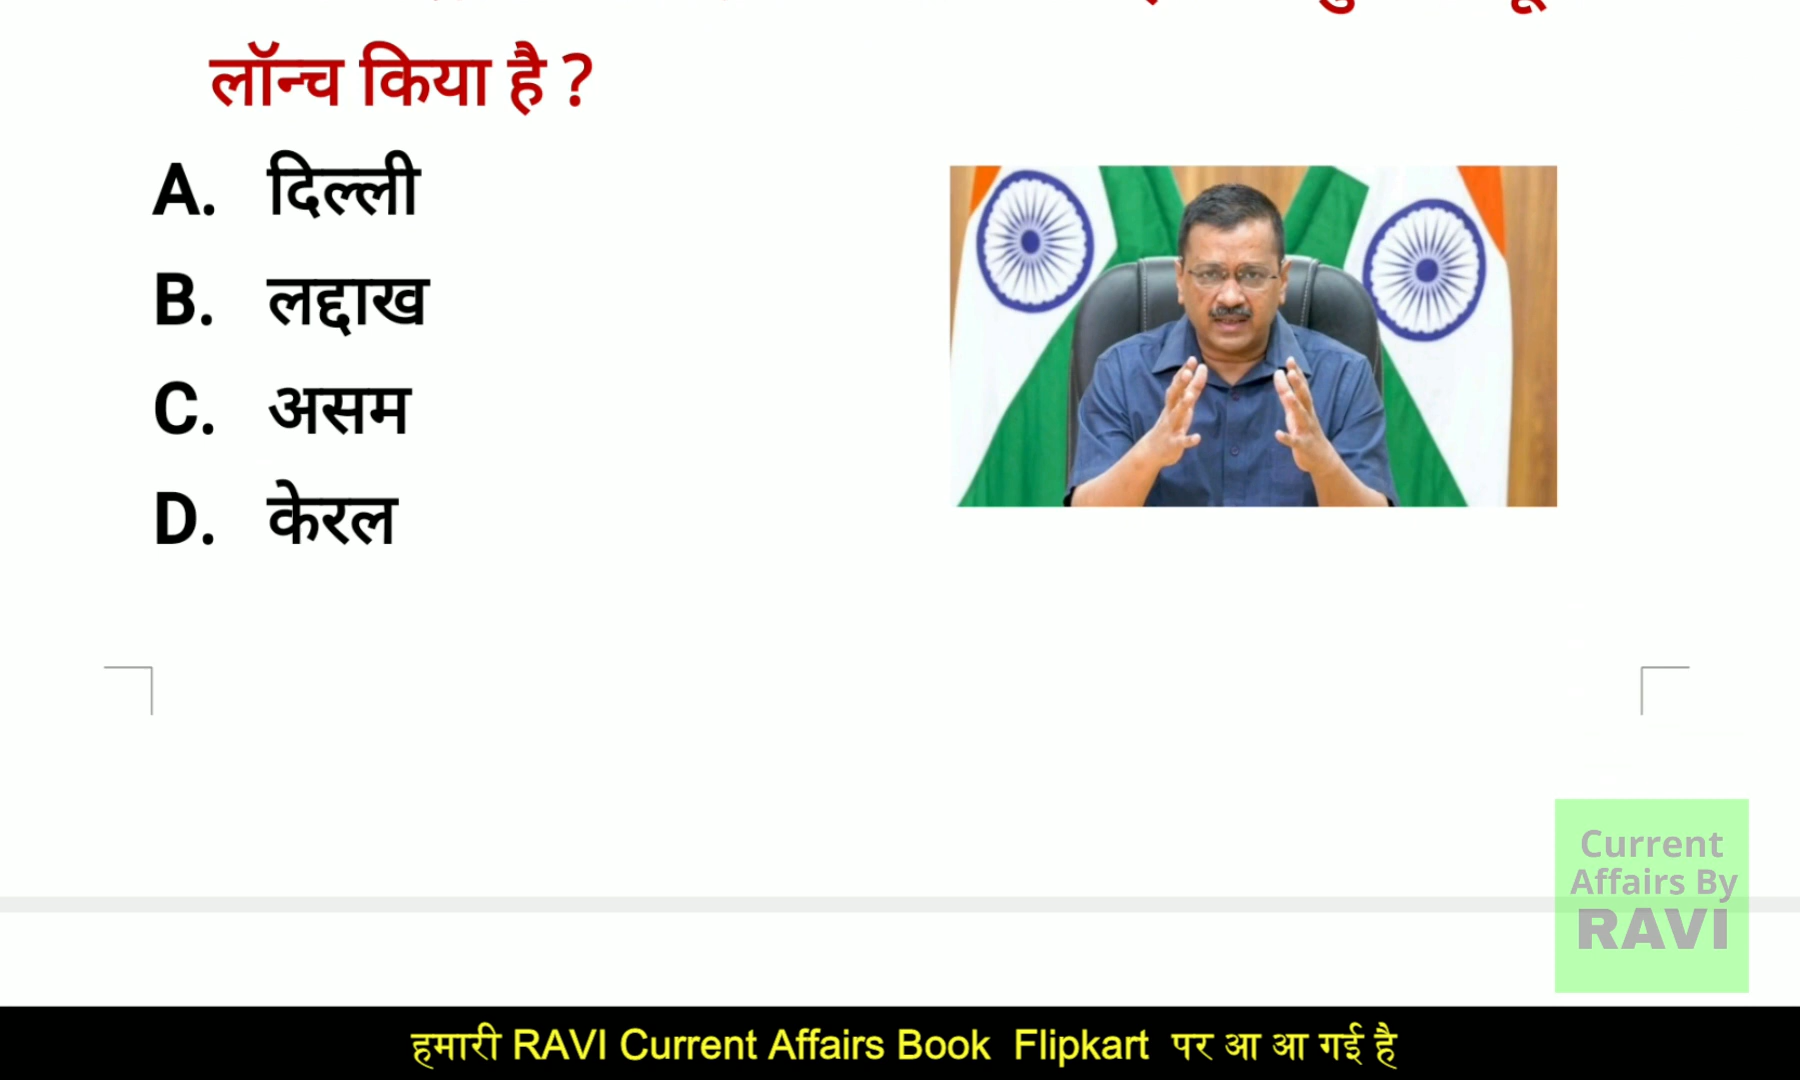 लॉन्च किया है ?
A. दिल्ली
B. लद्दाख
C. असम
D. केरल
Current
Affairs By
RAVI
हमारी RAVI Current Affairs Book Flipkart पर आ आ गई है